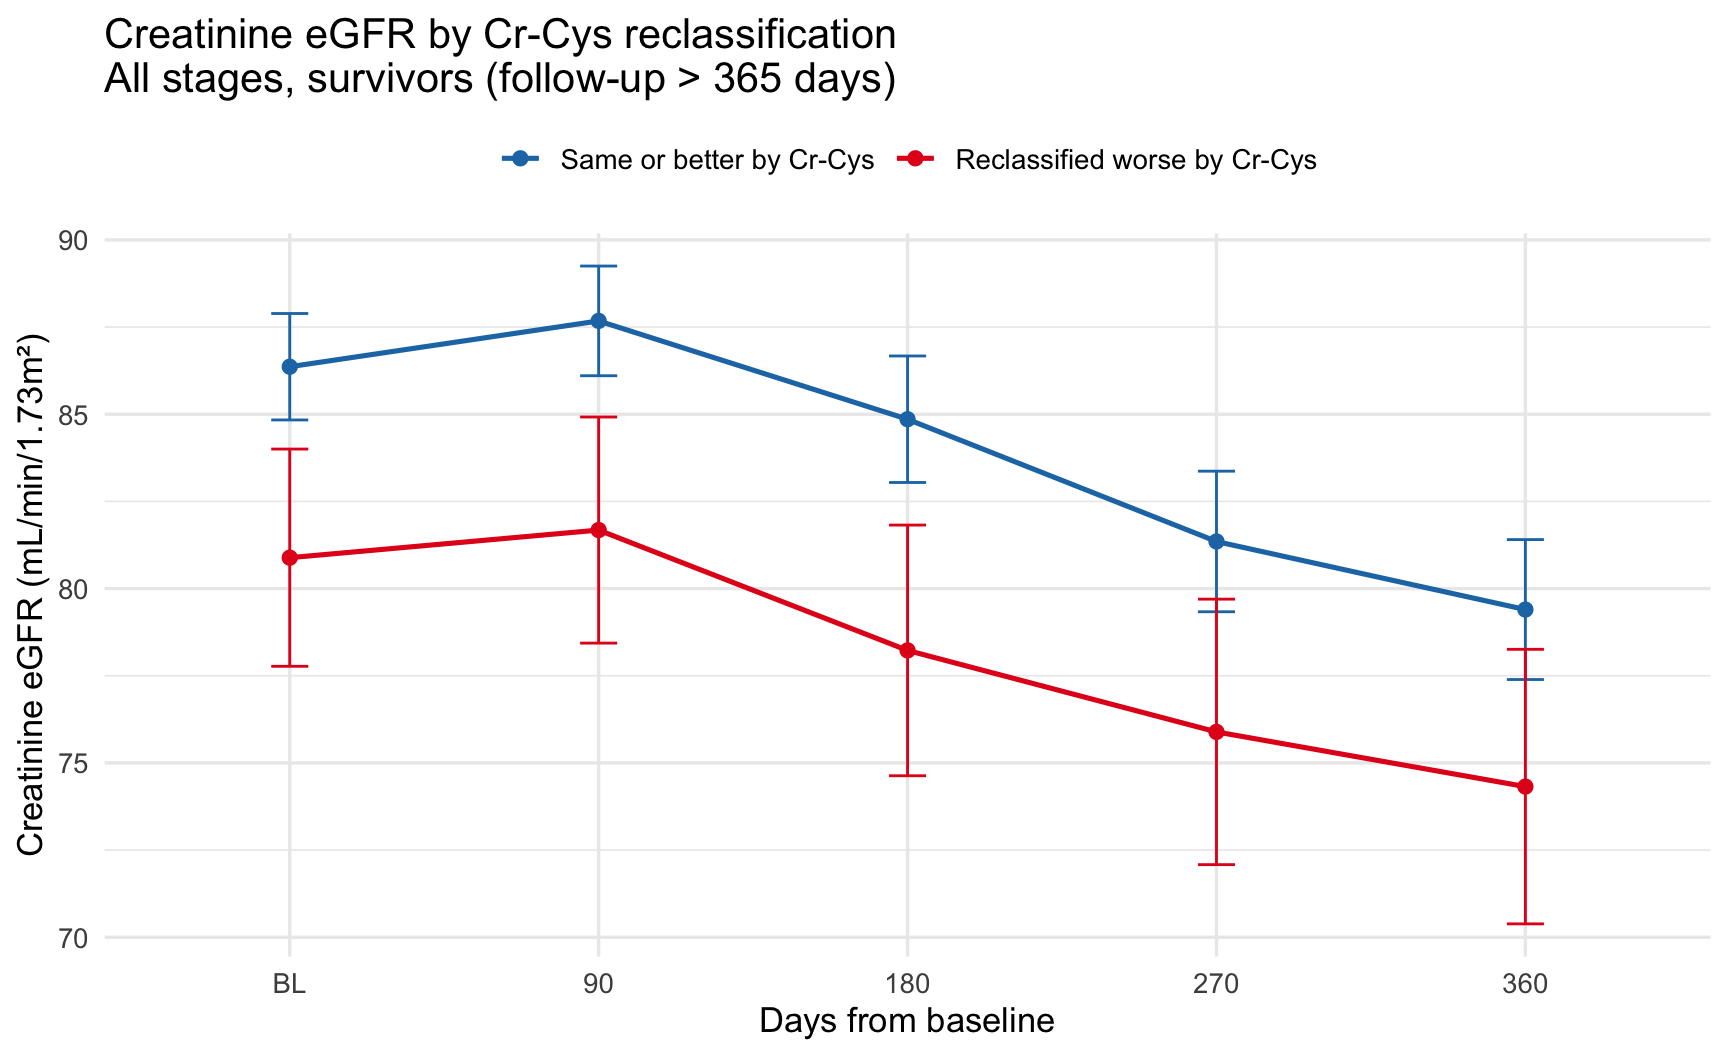 Creatinine eGFR by Cr-Cys reclassification
All stages, survivors (follow-up > 365 days)
Same or better by Cr-Cys
Reclassified worse by Cr-Cys
Creatinine eGFR (mL/min/1.73m²)
90
85
80
75
70
BL
90
180
270
360
Days from baseline